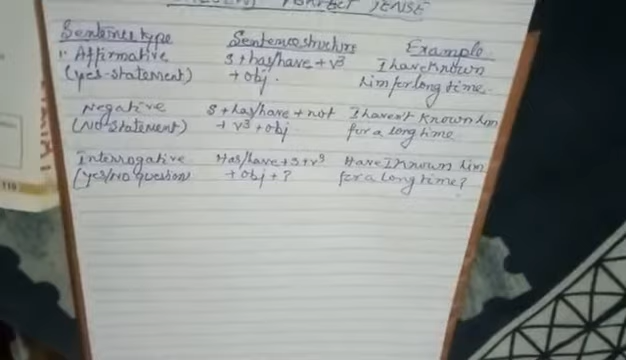 PRESENT PERFECT TENSE
Sentence type Sentence structure Example
1. Affirmative S + has/have + v3 I have known
(yes-statement) + obj. him for long time.
Negative S + has/have + not I haven't known him
(No statement) + v3 + obj for a long time
Interrogative Has/have + S + v3 Have I known him
(yes/No question + obj + ? for a long time?
110